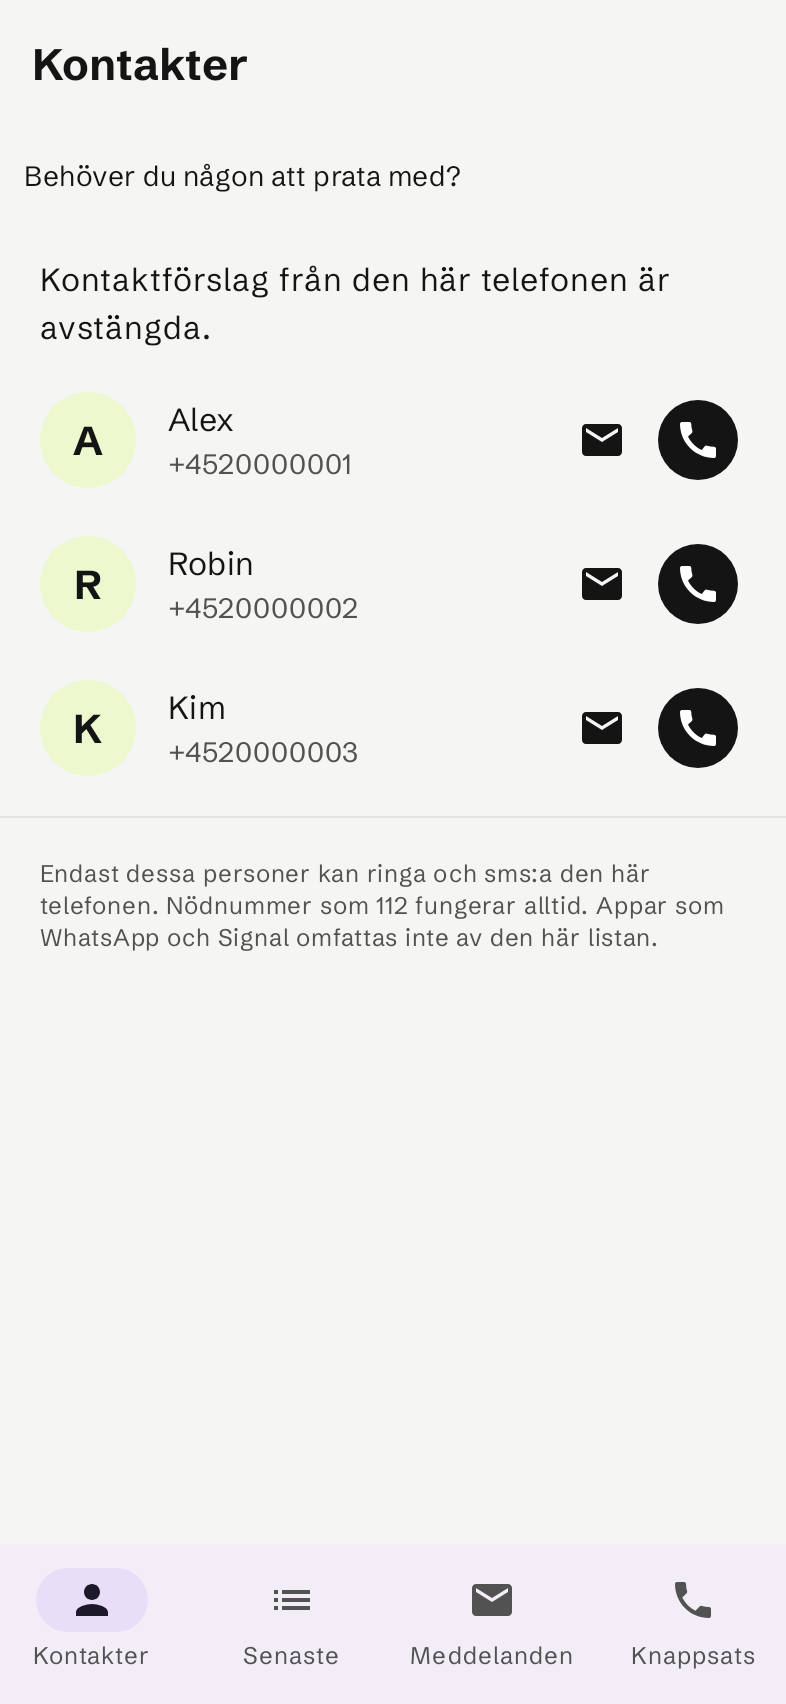 Kontakter
Behöver du någon att prata med?
Kontaktförslag från den här telefonen är
avstängda.
A
Alex
+4520000001
R
Robin
+4520000002
K
Kim
+4520000003
Endast dessa personer kan ringa och sms:a den här
telefonen. Nödnummer som 112 fungerar alltid. Appar som
WhatsApp och Signal omfattas inte av den här listan.
Kontakter
Senaste
Meddelanden
Knappsats